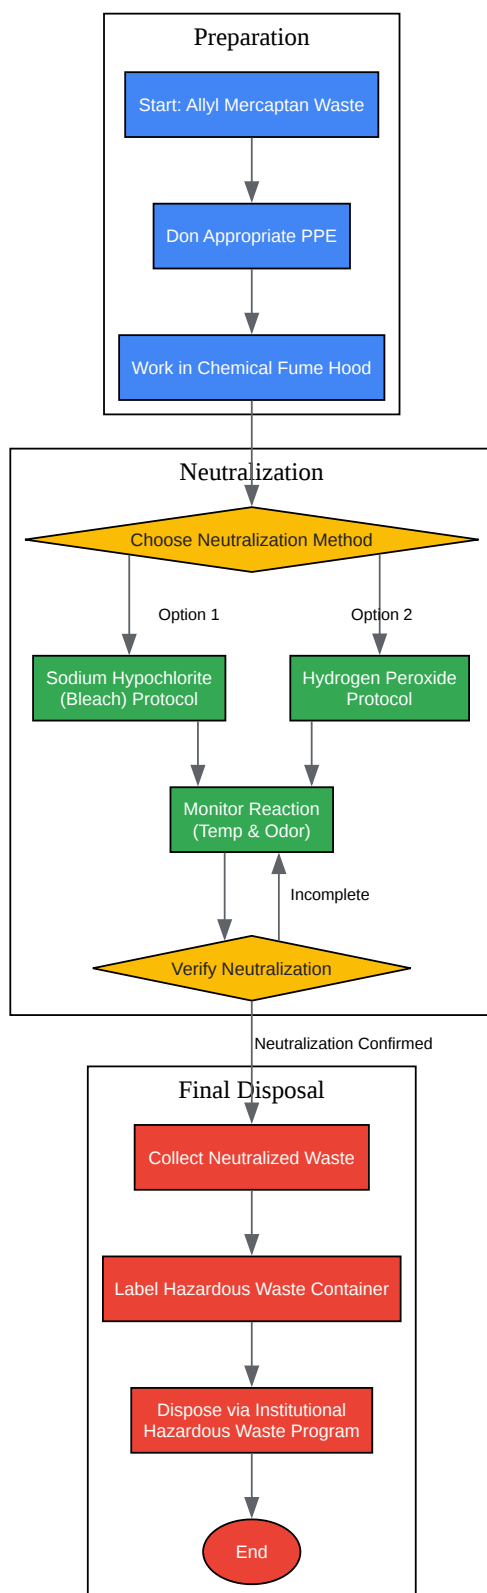 Preparation
Start: Allyl Mercaptan Waste
Don Appropriate PPE
Work in Chemical Fume Hood
Neutralization
Choose Neutralization Method
Option 1
Option 2
Sodium Hypochlorite
(Bleach) Protocol
Hydrogen Peroxide
Protocol
Monitor Reaction
(Temp & Odor)
Incomplete
Verify Neutralization
Neutralization Confirmed
Final Disposal
Collect Neutralized Waste
Label Hazardous Waste Container
Dispose via Institutional
Hazardous Waste Program
End